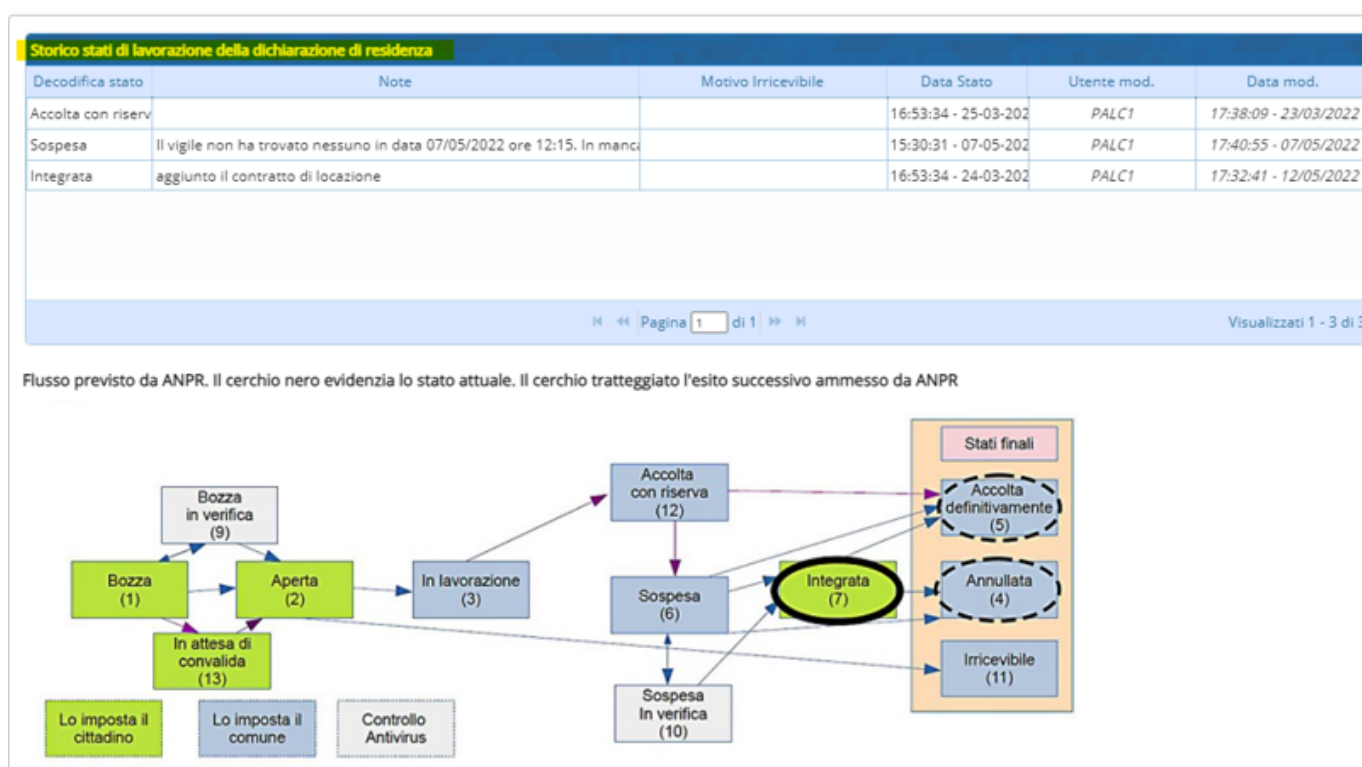 Storico stati di lavorazione della dichiarazione di residenza
Decodifica stato Note Motivo Irricevibile Data Stato Utente mod. Data mod.
Accolta con riserv 16:53:34 - 25-03-202 PALC1 17:38:09 - 23/03/2022
Sospesa Il vigile non ha trovato nessuno in data 07/05/2022 ore 12:15. In manca 15:30:31 - 07-05-202 PALC1 17:40:55 - 07/05/2022
Integrata aggiunto il contratto di locazione 16:53:34 - 24-03-202 PALC1 17:32:41 - 12/05/2022
Pagina 1 di 1 Visualizzati 1 - 3 di 3
Flusso previsto da ANPR. Il cerchio nero evidenzia lo stato attuale. Il cerchio tratteggiato l'esito successivo ammesso da ANPR
Bozza
in verifica
(9)
Bozza
(1)
Aperta
(2)
In attesa di
convalida
(13)
In lavorazione
(3)
Accolta
con riserva
(12)
Sospesa
(6)
Sospesa
In verifica
(10)
Integrata
(7)
Stati finali
Accolta
definitivamente
(5)
Annullata
(4)
Irricevibile
(11)
Lo imposta il
cittadino
Lo imposta il
comune
Controllo
Antivirus